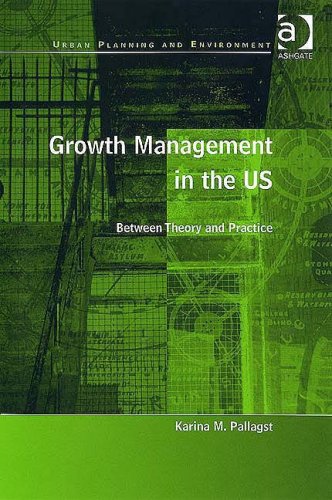 URBAN PLANNING AND ENVIRONMENT
a
ASHGATE
Growth Management
in the US
Between Theory and Practice
Karina M. Pallagst